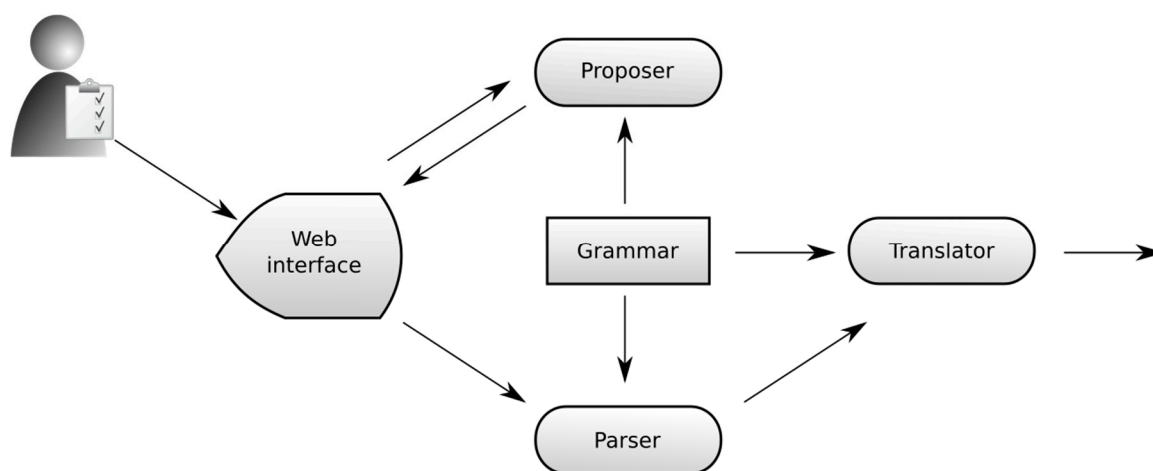 Proposer
Web
interface
Grammar
Translator
Parser